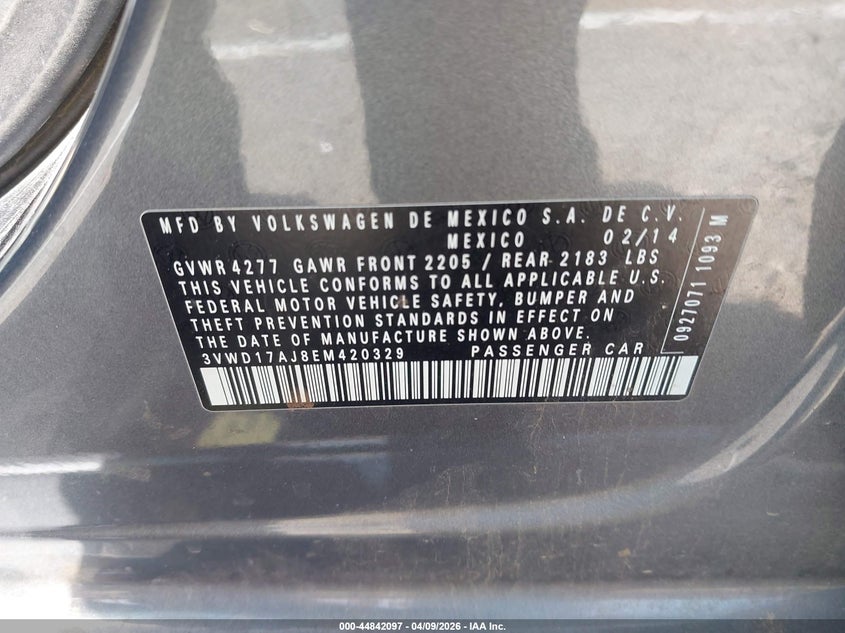 MFD BY VOLKSWAGEN DE MEXICO S.A. DE C.V.
MEXICO 02/14
GVWR 4277 GAWR FRONT 2205 / REAR 2183 LBS
THIS VEHICLE CONFORMS TO ALL APPLICABLE U.S.
FEDERAL MOTOR VEHICLE SAFETY, BUMPER AND
THEFT PREVENTION STANDARDS IN EFFECT ON
THE DATE OF MANUFACTURE SHOWN ABOVE.
3VWD17AJ8EM420329 PASSENGER CAR
0927071 1093 M
000-44842097 - 04/09/2026 - IAA Inc.